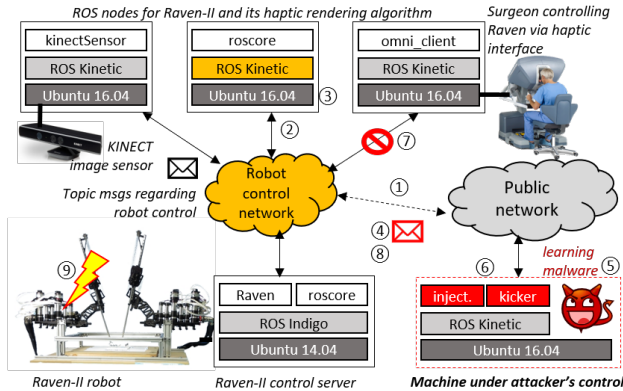 ROS nodes for Raven-II and its haptic rendering algorithm
kinectSensor
ROS Kinetic
Ubuntu 16.04
roscore
ROS Kinetic
Ubuntu 16.04
③
omni_client
ROS Kinetic
Ubuntu 16.04
Surgeon controlling
Raven via haptic
interface
KINECT
image sensor
②
⑦
Topic msgs regarding
robot control
Robot
control
network
①
Public
network
④
⑧
⑨
learning
malware
⑤
⑥
inject.
kicker
ROS Kinetic
Ubuntu 16.04
Raven
roscore
ROS Indigo
Ubuntu 14.04
Raven-II robot
Raven-II control server
Machine under attacker's control